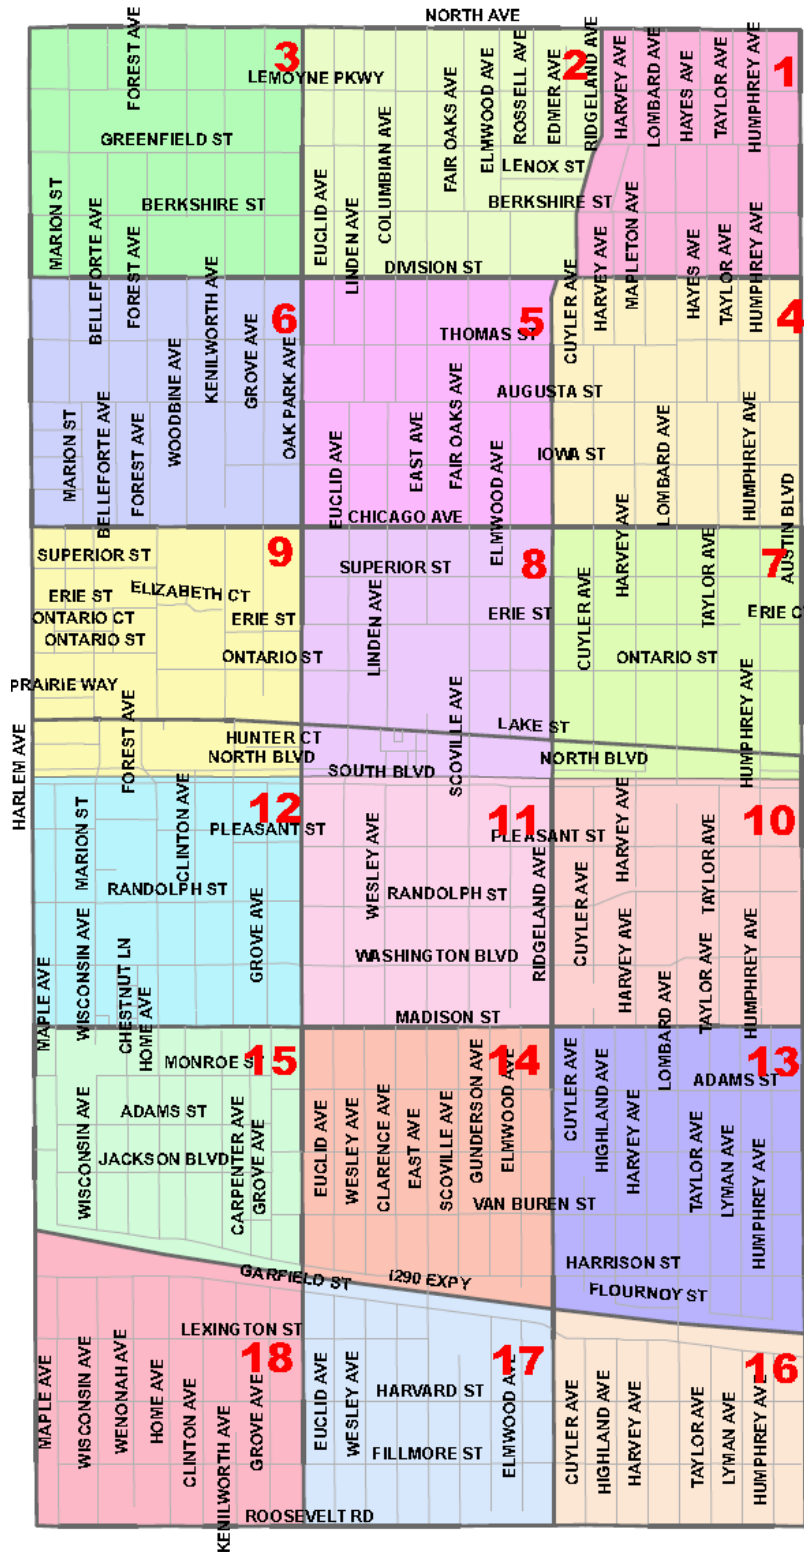 NORTH AVE
3
FOREST AVE
LEMOYNE PKWY
GREENFIELD ST
MARION ST
BERKSHIRE ST
BELLEFORTE AVE
FOREST AVE
2
FAIR OAKS AVE
ELMWOOD AVE
ROSSELL AVE
EDMER AVE
RIDGELAND AVE
COLUMBIAN AVE
LENOX ST
BERKSHIRE ST
EUCLID AVE
LINDEN AVE
DIVISION ST
1
HARVEY AVE
LOMBARD AVE
HAYES AVE
TAYLOR AVE
HUMPHREY AVE
HARVEY AVE
MAPLETON AVE
HAYES AVE
TAYLOR AVE
HUMPHREY AVE
6
KENILWORTH AVE
GROVE AVE
OAK PARK AVE
WOODBINE AVE
MARION ST
BELLEFORTE AVE
FOREST AVE
5
THOMAS ST
AUGUSTA ST
EUCLID AVE
EAST AVE
FAIR OAKS AVE
ELMWOOD AVE
IOWA ST
CHICAGO AVE
4
CUYLER AVE
LOMBARD AVE
HUMPHREY AVE
HARVEY AVE
AUSTIN BLVD
9
SUPERIOR ST
ERIE ST
ELIZABETH CT
ONTARIO CT
ERIE ST
ONTARIO ST
ONTARIO ST
PRAIRIE WAY
HARLEM AVE
FOREST AVE
HUNTER CT
NORTH BLVD
8
SUPERIOR ST
LINDEN AVE
ERIE ST
SCOVILLE AVE
LAKE ST
SOUTH BLVD
7
CUYLER AVE
TAYLOR AVE
ERIE C
ONTARIO ST
HUMPHREY AVE
NORTH BLVD
12
MARION ST
CLINTON AVE
PLEASANT ST
RANDOLPH ST
GROVE AVE
MAPLE AVE
WISCONSIN AVE
CHESTNUT LN
HOME AVE
11
WESLEY AVE
PLEASANT ST
RANDOLPH ST
RIDGELAND AVE
WASHINGTON BLVD
MADISON ST
10
HARVEY AVE
TAYLOR AVE
CUYLER AVE
HARVEY AVE
LOMBARD AVE
TAYLOR AVE
HUMPHREY AVE
15
MONROE ST
ADAMS ST
JACKSON BLVD
WISCONSIN AVE
CARPENTER AVE
GROVE AVE
GARFIELD ST
14
EUCLID AVE
WESLEY AVE
CLARENCE AVE
EAST AVE
SCOVILLE AVE
GUNDERSON AVE
ELMWOOD AVE
VAN BUREN ST
I290 EXPY
13
CUYLER AVE
HIGHLAND AVE
HARVEY AVE
ADAMS ST
TAYLOR AVE
LYMAN AVE
HUMPHREY AVE
HARRISON ST
FLOURNOY ST
18
LEXINGTON ST
MAPLE AVE
WISCONSIN AVE
WENONAH AVE
HOME AVE
CLINTON AVE
KENILWORTH AVE
GROVE AVE
ROOSEVELT RD
17
EUCLID AVE
WESLEY AVE
HARVARD ST
FILLMORE ST
ELMWOOD AVE
16
CUYLER AVE
HIGHLAND AVE
HARVEY AVE
TAYLOR AVE
LYMAN AVE
HUMPHREY AVE